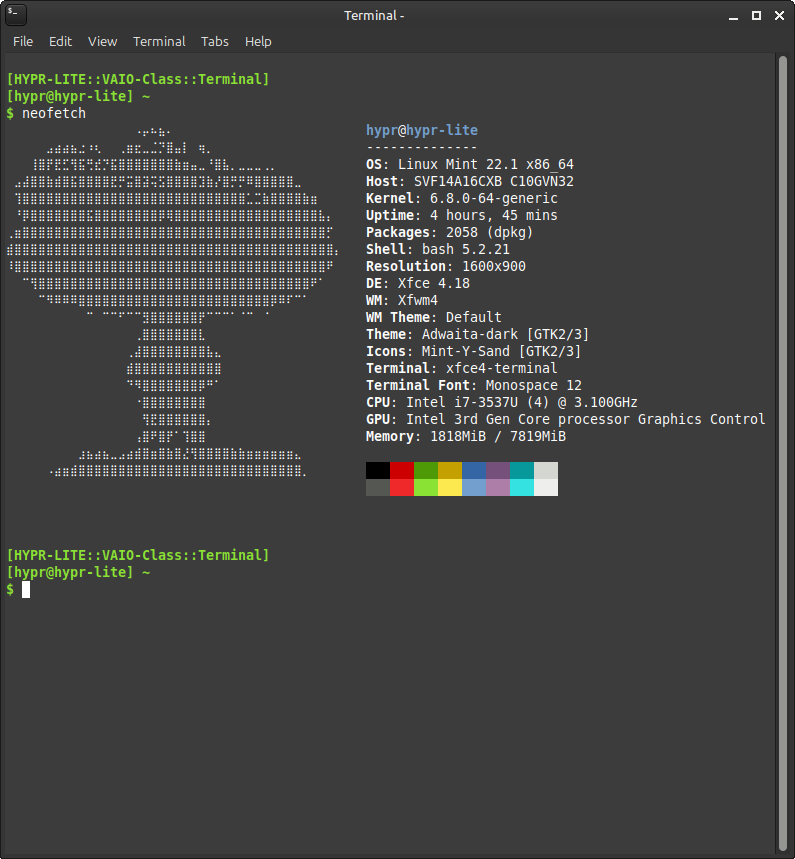 Terminal -
File Edit View Terminal Tabs Help
[HYPR-LITE::VAIO-Class::Terminal]
[hypr@hypr-lite] ~
$ neofetch
hypr@hypr-lite
--------------
OS: Linux Mint 22.1 x86_64
Host: SVF14A16CXB C10GVN32
Kernel: 6.8.0-64-generic
Uptime: 4 hours, 45 mins
Packages: 2058 (dpkg)
Shell: bash 5.2.21
Resolution: 1600x900
DE: Xfce 4.18
WM: Xfwm4
WM Theme: Default
Theme: Adwaita-dark [GTK2/3]
Icons: Mint-Y-Sand [GTK2/3]
Terminal: xfce4-terminal
Terminal Font: Monospace 12
CPU: Intel i7-3537U (4) @ 3.100GHz
GPU: Intel 3rd Gen Core processor Graphics Control
Memory: 1818MiB / 7819MiB
[HYPR-LITE::VAIO-Class::Terminal]
[hypr@hypr-lite] ~
$